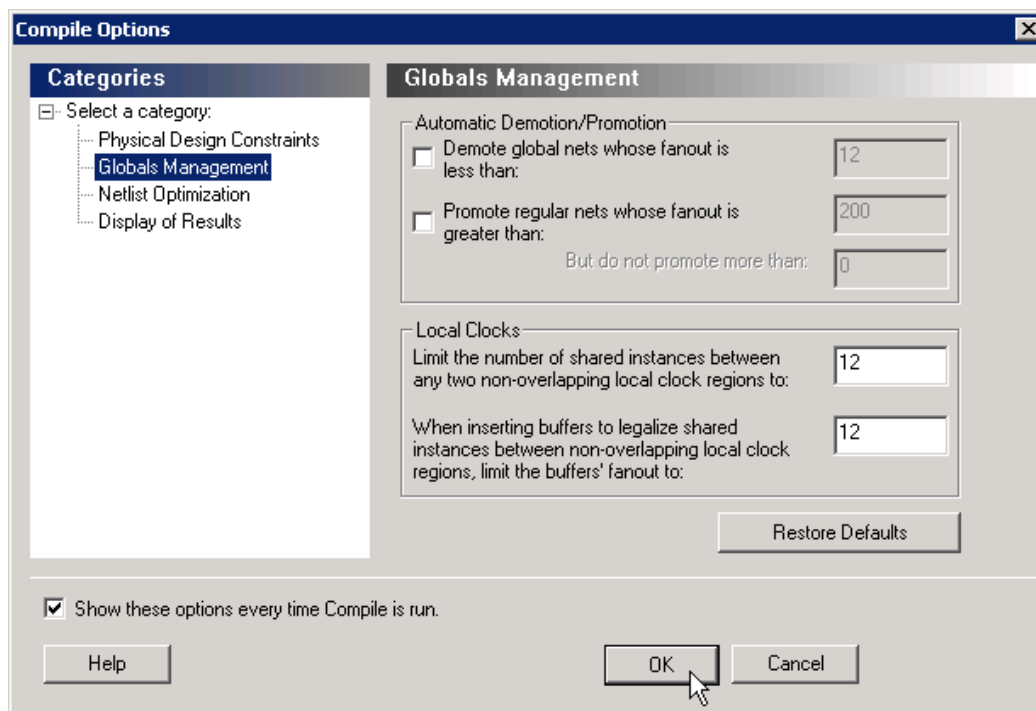 Compile Options
Categories
Select a category:
Physical Design Constraints
Globals Management
Netlist Optimization
Display of Results
Globals Management
Automatic Demotion/Promotion
Demote global nets whose fanout is
less than:
12
Promote regular nets whose fanout is
greater than:
200
But do not promote more than:
0
Local Clocks
Limit the number of shared instances between
any two non-overlapping local clock regions to:
12
When inserting buffers to legalize shared
instances between non-overlapping local clock
regions, limit the buffers' fanout to:
12
Restore Defaults
Show these options every time Compile is run.
Help
OK
Cancel